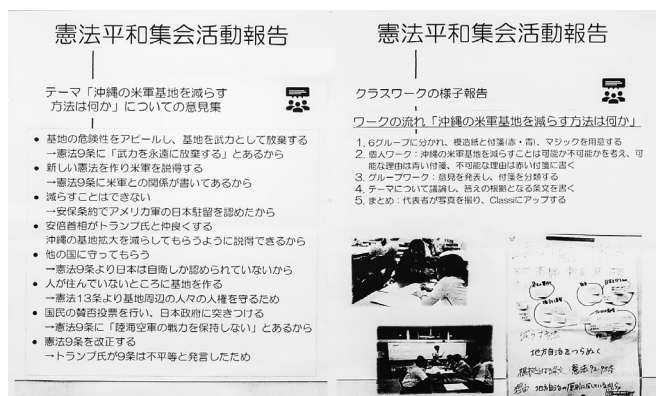 憲法平和集会活動報告
テーマ「沖縄の米軍基地を減らす
方法は何か」についての意見集
● 基地の危険性をアピールし、基地を武力として放棄する
→憲法9条に「武力を永遠に放棄する」とあるから
● 新しい憲法を作り米軍を説得する
→憲法9条に米軍との関係が書いてあるから
● 減らすことはできない
→安保条約でアメリカ軍の日本駐留を認めたから
● 安倍首相がトランプ氏と仲良くする
沖縄の基地拡大を減らしてもらうように説得できるから
● 他の国に守ってもらう
→憲法9条より日本は自衛しか認められていないから
● 人が住んでいないところに基地を作る
→憲法13条より基地周辺の人々の人権を守るため
● 国民の賛否投票を行い、日本政府に突きつける
→憲法9条に「陸海空軍の戦力を保持しない」とあるから
● 憲法9条を改正する
→トランプ氏が9条は不平等と発言したため
憲法平和集会活動報告
クラスワークの様子報告
ワークの流れ「沖縄の米軍基地を減らす方法は何か」
1. 6グループに分かれ、模造紙と付箋(赤・青)、マジックを用意する
2. 個人ワーク：沖縄の米軍基地を減らすことは可能か不可能かを考え、可
能な理由は青い付箋、不可能な理由は赤い付箋に書く
3. グループワーク：意見を発表し、付箋を分類する
4. テーマについて議論し、答えの根拠となる条文を書く
5. まとめ：代表者が写真を撮り、Classiにアップする
減らす方法
地方自治をつらぬく